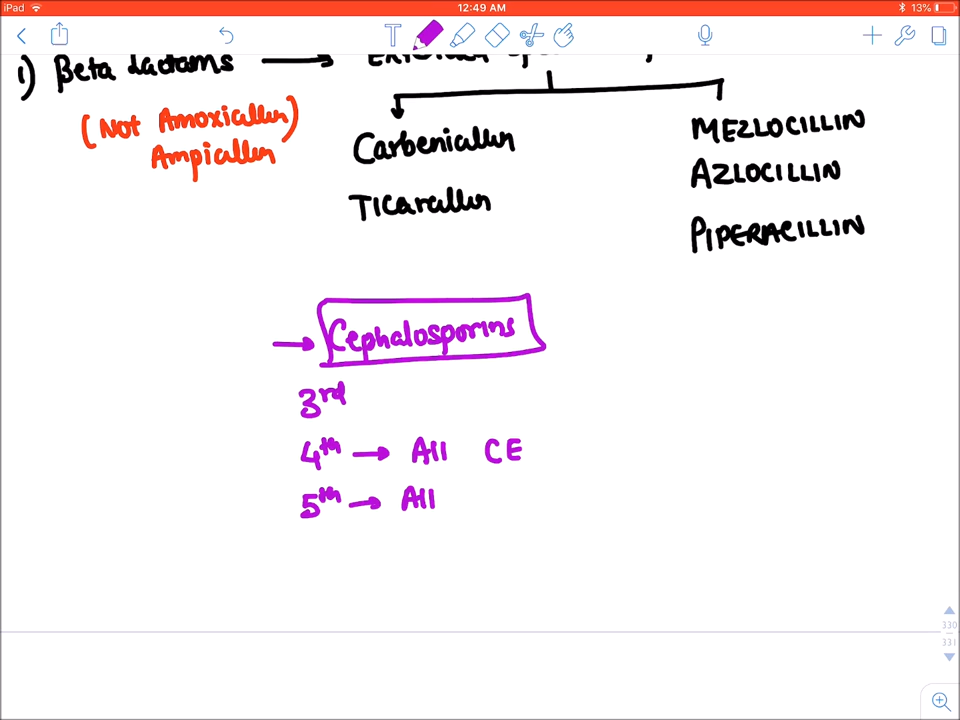 iPad 12:49 AM 13%
T
i) Beta Lactams →
(Not Amoxicillin)
Ampicillin
Carbenicillin
Ticarcillin
MEZLOCILLIN
AZLOCILLIN
PIPERACILLIN
→ Cephalosporins
3rd
4th → All CE
5th → All
330
331